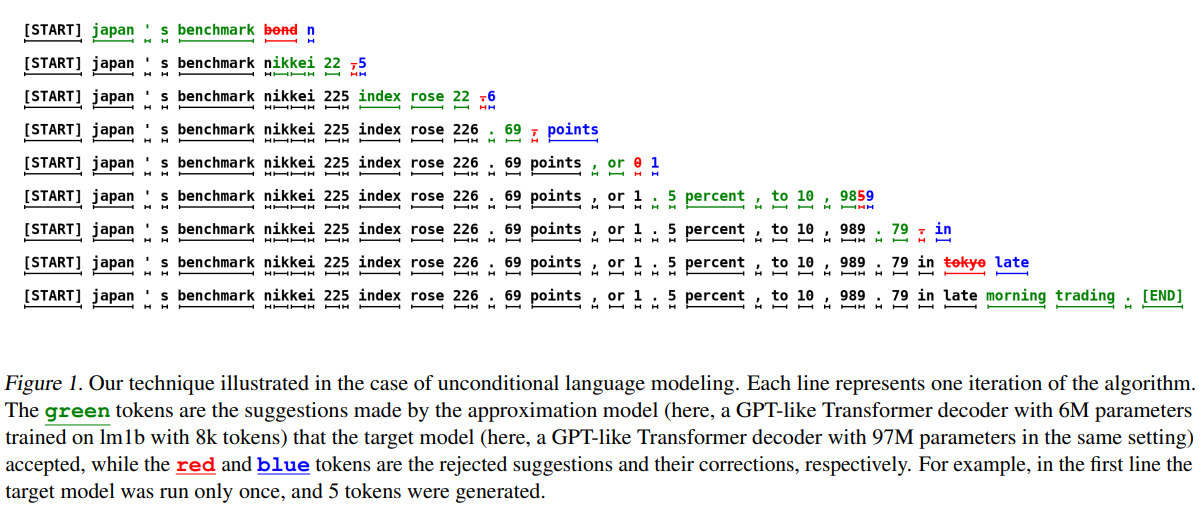 [START] japan ' s benchmark bond n
[START] japan ' s benchmark nikkei 22 75
[START] japan ' s benchmark nikkei 225 index rose 22 76
[START] japan ' s benchmark nikkei 225 index rose 226 . 69 7 points
[START] japan ' s benchmark nikkei 225 index rose 226 . 69 points , or 0 1
[START] japan ' s benchmark nikkei 225 index rose 226 . 69 points , or 1 . 5 percent , to 10 , 9859
[START] japan ' s benchmark nikkei 225 index rose 226 . 69 points , or 1 . 5 percent , to 10 , 989 . 79 . in
[START] japan ' s benchmark nikkei 225 index rose 226 . 69 points , or 1 . 5 percent , to 10 , 989 . 79 in tokyo late
[START] japan ' s benchmark nikkei 225 index rose 226 . 69 points , or 1 . 5 percent , to 10 , 989 . 79 in late morning trading . [END]
Figure 1. Our technique illustrated in the case of unconditional language modeling. Each line represents one iteration of the algorithm.
The green tokens are the suggestions made by the approximation model (here, a GPT-like Transformer decoder with 6M parameters
trained on lm1b with 8k tokens) that the target model (here, a GPT-like Transformer decoder with 97M parameters in the same setting)
accepted, while the red and blue tokens are the rejected suggestions and their corrections, respectively. For example, in the first line the
target model was run only once, and 5 tokens were generated.